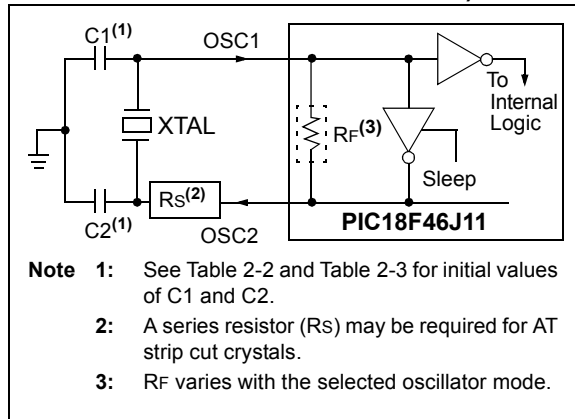 C1(1)
OSC1
To
Internal
Logic
XTAL
RF(3)
Sleep
RS(2)
C2(1)
OSC2
PIC18F46J11
Note 1: See Table 2-2 and Table 2-3 for initial values
of C1 and C2.
2: A series resistor (RS) may be required for AT
strip cut crystals.
3: RF varies with the selected oscillator mode.